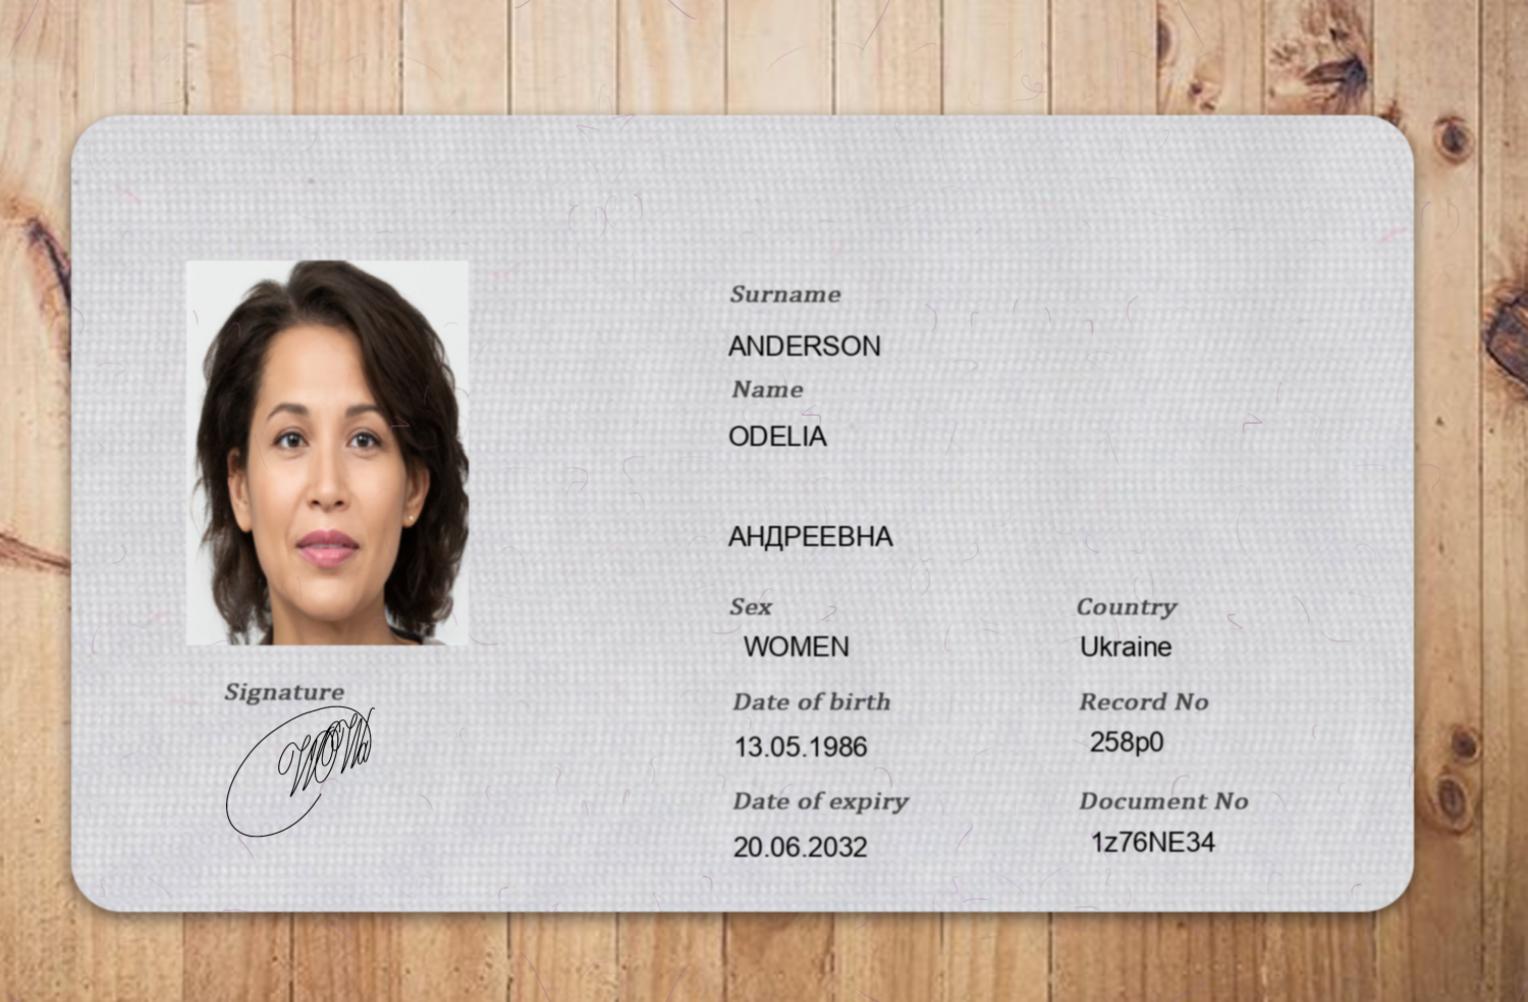 Surname
ANDERSON
Name
ODELIA
АНДРЕЕВНА
Sex
Country
WOMEN
Ukraine
Date of birth
Record No
13.05.1986
258p0
Date of expiry
Document No
20.06.2032
1z76NE34
Signature